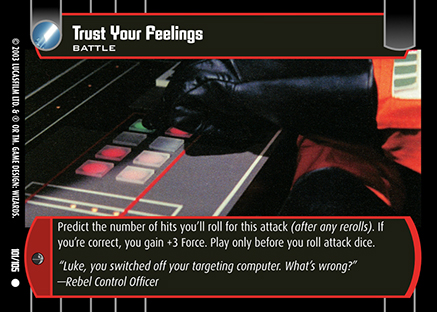 Trust Your Feelings
BATTLE
© 2003 LUCASFILM LTD. & ® OR TM. GAME DESIGN: WIZARDS.
Predict the number of hits you'll roll for this attack (after any rerolls). If
you're correct, you gain +3 Force. Play only before you roll attack dice.
"Luke, you switched off your targeting computer. What's wrong?"
—Rebel Control Officer
101/105